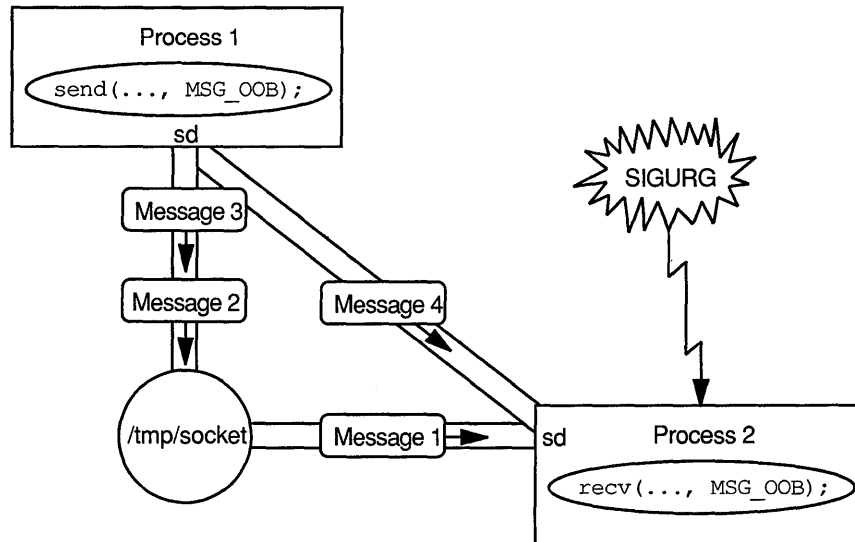 Process 1
send(..., MSG_OOB);
sd
Message 3
SIGURG
Message 2
Message 4
/tmp/socket
Message 1
sd
Process 2
recv(..., MSG_OOB);